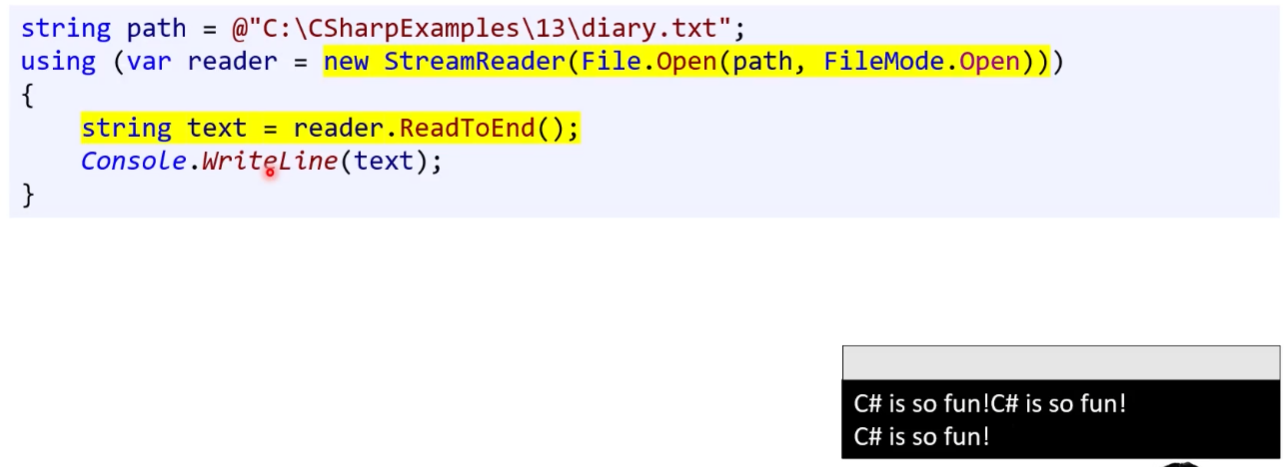 string path = @"C:\CSharpExamples\13\diary.txt";
using (var reader = new StreamReader(File.Open(path, FileMode.Open)))
{
    string text = reader.ReadToEnd();
    Console.WriteLine(text);
}
C# is so fun!C# is so fun!
C# is so fun!